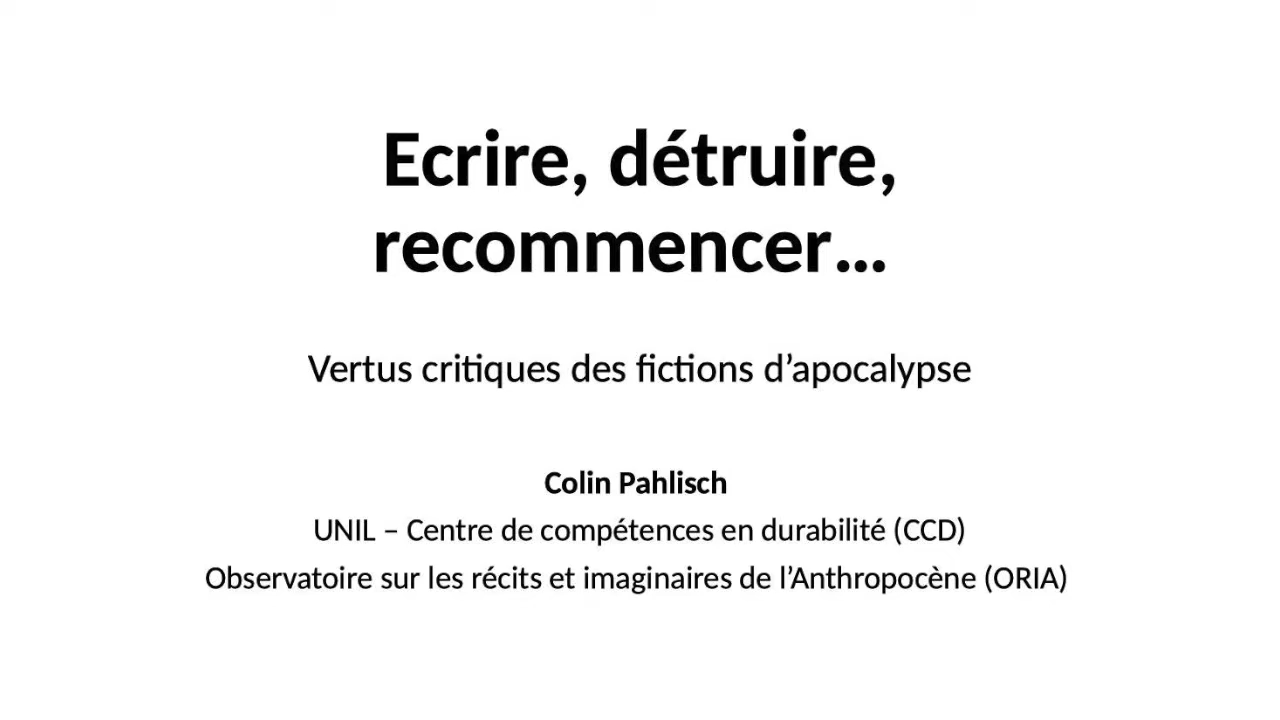 Ecrire, détruire,
recommencer…
Vertus critiques des fictions d’apocalypse
Colin Pahlisch
UNIL – Centre de compétences en durabilité (CCD)
Observatoire sur les récits et imaginaires de l’Anthropocène (ORIA)